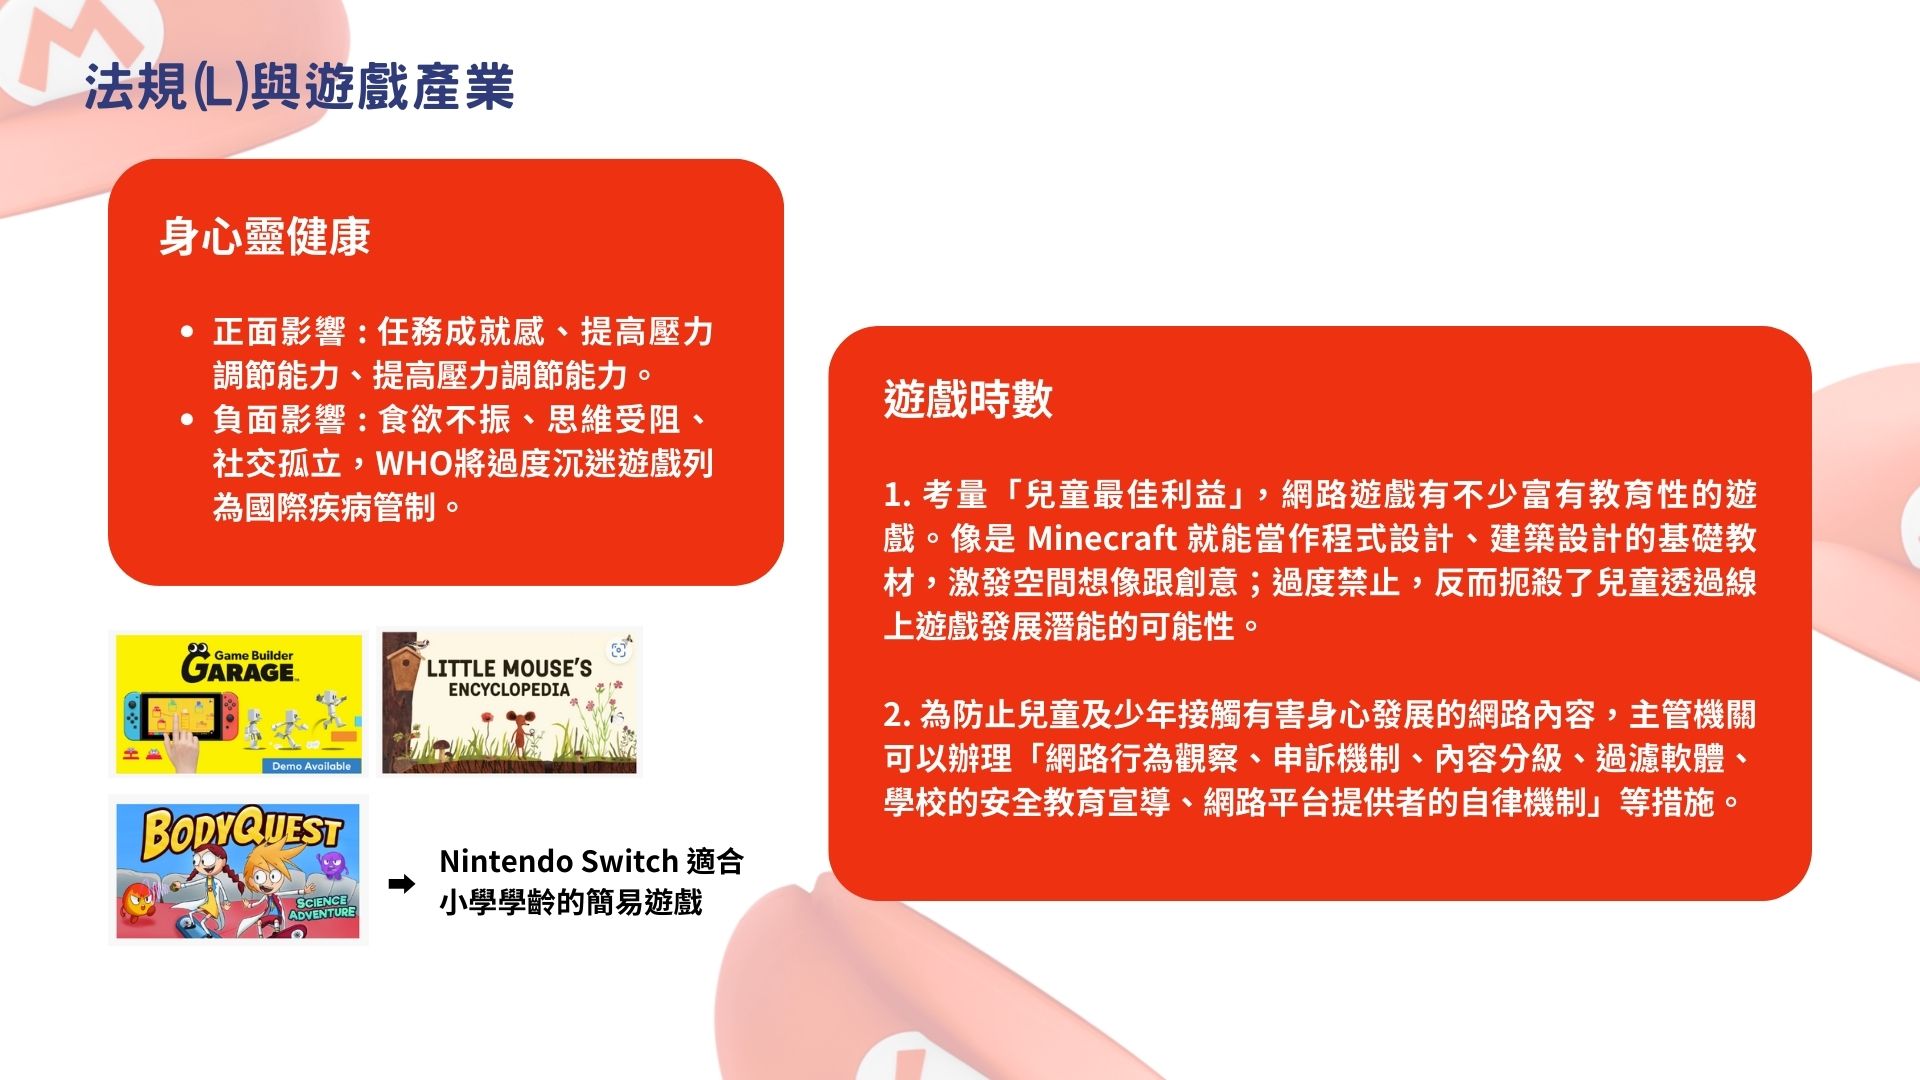 法規(L)與遊戲產業
身心靈健康
• 正面影響：任務成就感、提高壓力
調節能力、提高壓力調節能力。
• 負面影響：食欲不振、思維受阻、
社交孤立，WHO將過度沉迷遊戲列
為國際疾病管制。
遊戲時數
1. 考量「兒童最佳利益」，網路遊戲有不少富有教育性的遊
戲。像是 Minecraft 就能當作程式設計、建築設計的基礎教
材，激發空間想像跟創意；過度禁止，反而扼殺了兒童透過線
上遊戲發展潛能的可能性。
2. 為防止兒童及少年接觸有害身心發展的網路內容，主管機關
可以辦理「網路行為觀察、申訴機制、內容分級、過濾軟體、
學校的安全教育宣導、網路平台提供者的自律機制」等措施。
Game Builder
GARAGE
Demo Available
LITTLE MOUSE'S
ENCYCLOPEDIA
BODYQUEST
SCIENCE
ADVENTURE
➡ Nintendo Switch 適合
小學學齡的簡易遊戲